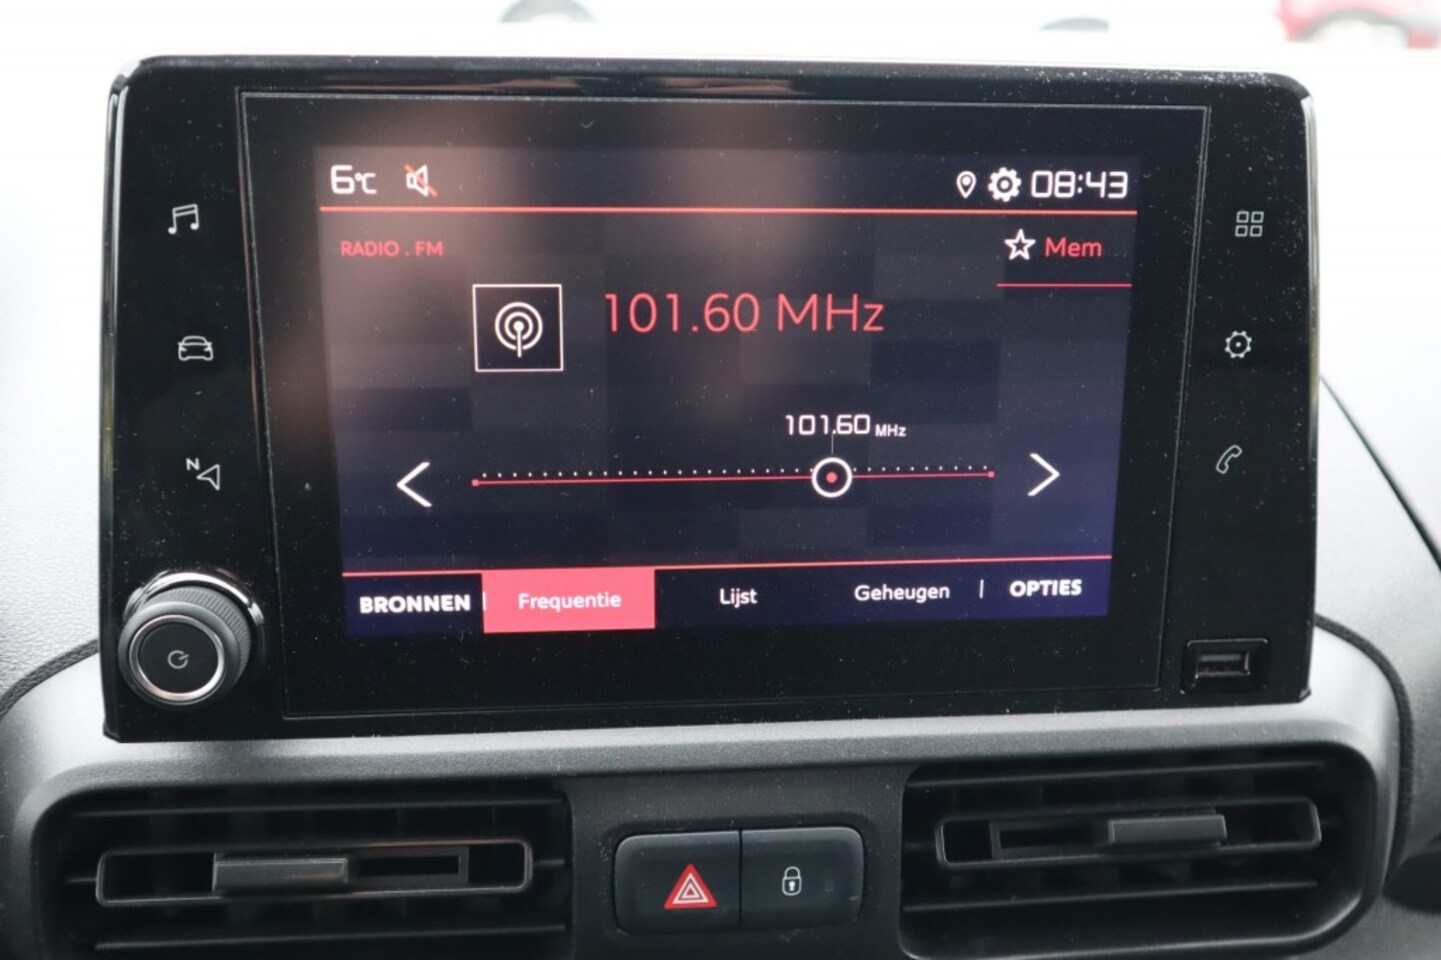 6°C 08:43
RADIO . FM
Mem
101.60 MHz
101.60 MHz
N
BRONNEN | Frequentie Lijst Geheugen | OPTIES